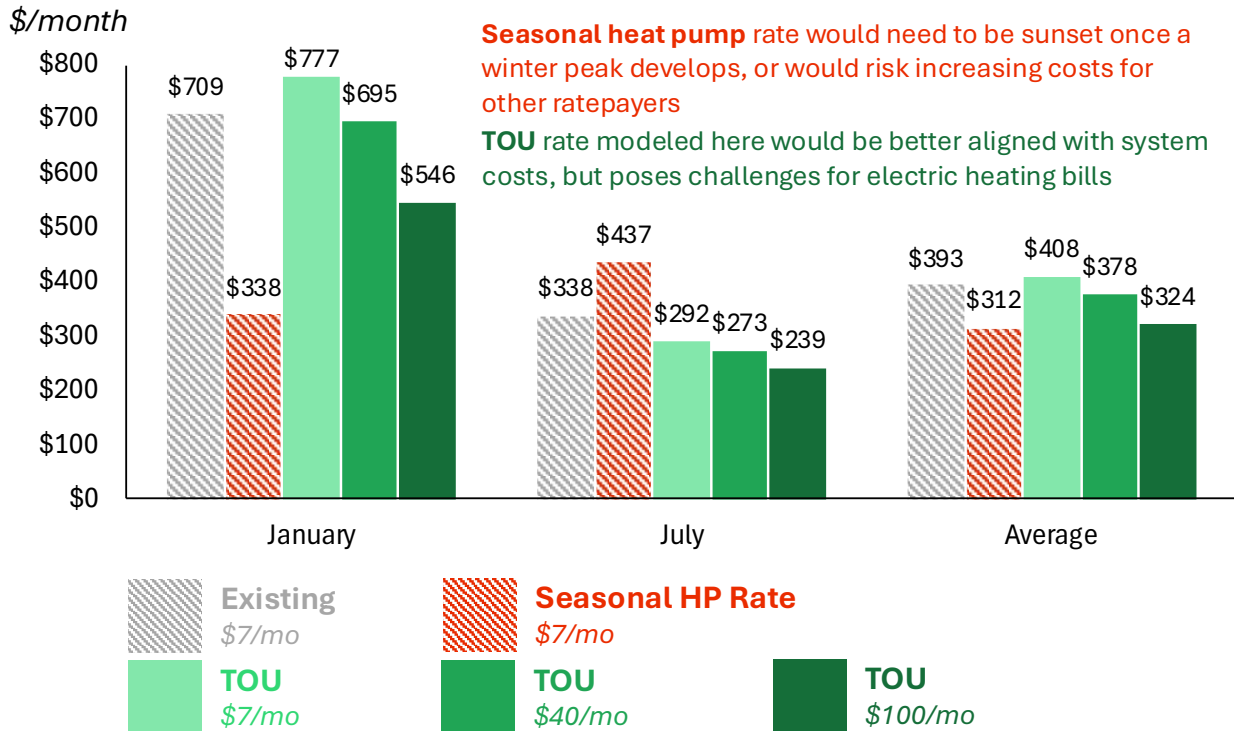 $/month
Seasonal heat pump rate would need to be sunset once a
winter peak develops, or would risk increasing costs for
other ratepayers
TOU rate modeled here would be better aligned with system
costs, but poses challenges for electric heating bills
$800
$700
$600
$500
$400
$300
$200
$100
$0
$709
$338
$777
$695
$546
$338
$437
$292
$273
$239
$393
$312
$408
$378
$324
January
July
Average
Existing
$7/mo
Seasonal HP Rate
$7/mo
TOU
$7/mo
TOU
$40/mo
TOU
$100/mo